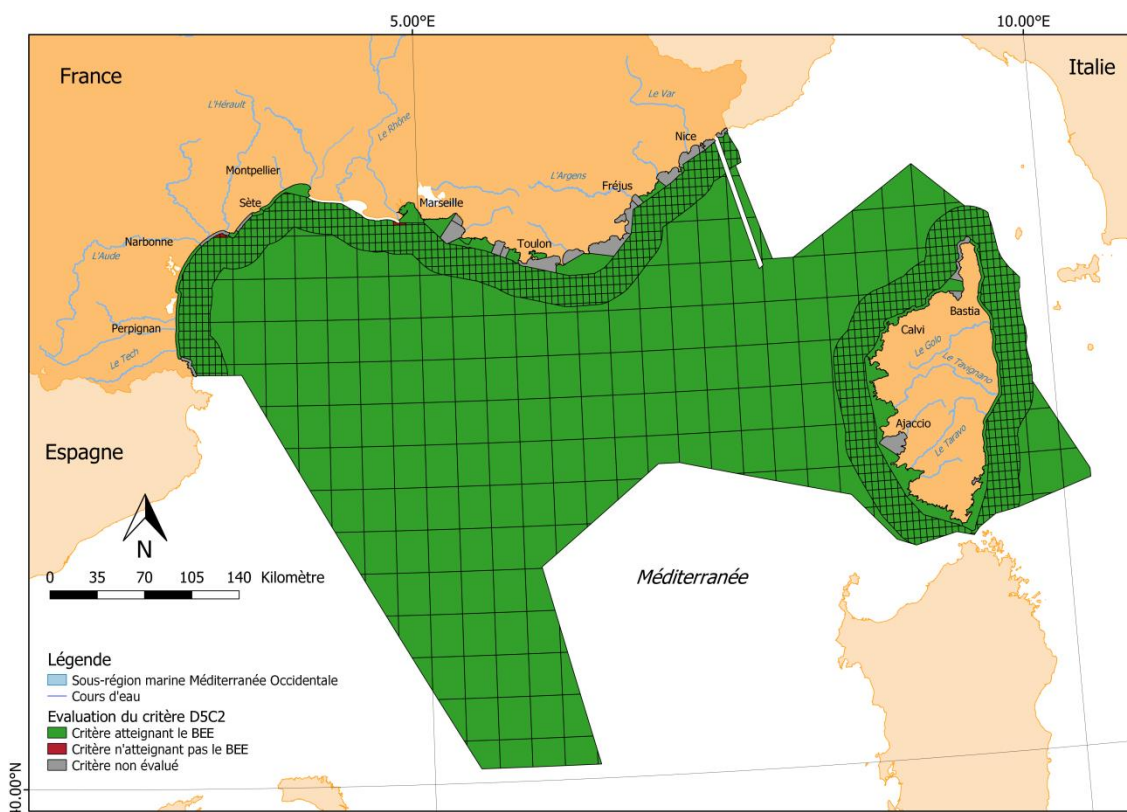 5.00°E
10.00°E
France
Italie
L'Hérault
Le Rhône
Le Var
Nice
Montpellier
L'Argens
Fréjus
Sète
Marseille
Narbonne
Toulon
L'Aude
Bastia
Perpignan
Calvi
Le Golo
Le Tech
Le Tavignano
Ajaccio
Le Taravo
Espagne
N
0 35 70 105 140 Kilomètre
Méditerranée
Légende
Sous-région marine Méditerranée Occidentale
Cours d'eau
Evaluation du critère D5C2
Critère atteignant le BEE
Critère n'atteignant pas le BEE
Critère non évalué
40.00°N